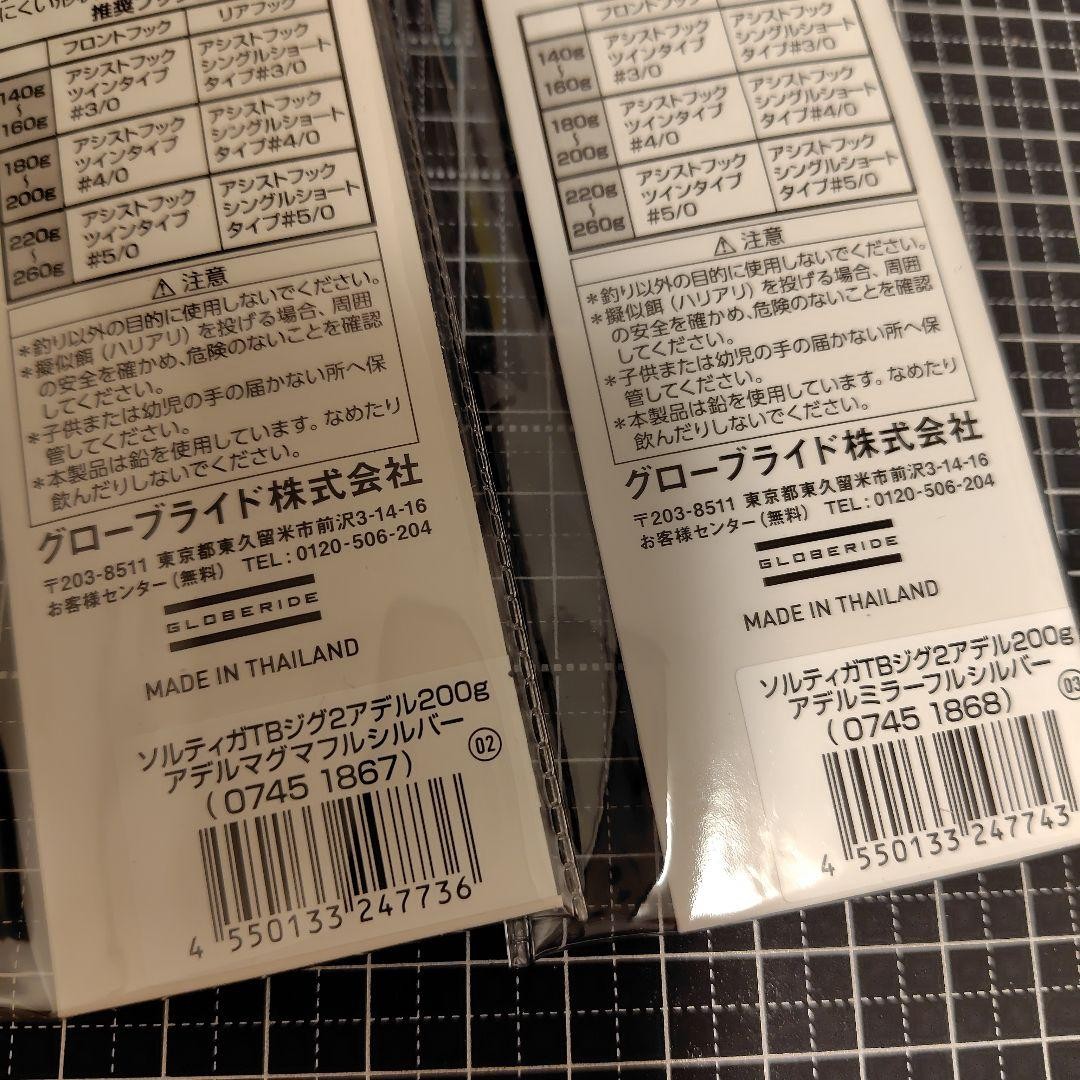 にくい
推奨フック
フロントフック リアフック
140g～160g アシストフックツインタイプ#3/0 アシストフックシングルショートタイプ#3/0
180g～200g アシストフックツインタイプ#4/0 アシストフックシングルショートタイプ#4/0
220g～260g アシストフックツインタイプ#5/0 アシストフックシングルショートタイプ#5/0
⚠ 注意
＊釣り以外の目的に使用しないでください。
＊擬似餌（ハリアリ）を投げる場合、周囲
の安全を確かめ、危険のないことを確認
してください。
＊子供または幼児の手の届かない所へ保
管してください。
＊本製品は鉛を使用しています。なめたり
飲んだりしないでください。
グローブライド株式会社
〒203-8511 東京都東久留米市前沢3-14-16
お客様センター（無料） TEL：0120-506-204
GLOBERIDE
MADE IN THAILAND
ソルティガTBジグ2アデル200g
アデルマグマフルシルバー
（0745 1867） 02
4 550133 247736
フロントフック
140g～160g アシストフックツインタイプ#3/0 アシストフックシングルショートタイプ#3/0
180g～200g アシストフックツインタイプ#4/0 アシストフックシングルショートタイプ#4/0
220g～260g アシストフックツインタイプ#5/0 アシストフックシングルショートタイプ#5/0
⚠ 注意
＊釣り以外の目的に使用しないでください。
＊擬似餌（ハリアリ）を投げる場合、周囲
の安全を確かめ、危険のないことを確認
してください。
＊子供または幼児の手の届かない所へ保
管してください。
＊本製品は鉛を使用しています。なめたり
飲んだりしないでください。
グローブライド株式会社
〒203-8511 東京都東久留米市前沢3-14-16
お客様センター（無料） TEL：0120-506-204
GLOBERIDE
MADE IN THAILAND
ソルティガTBジグ2アデル200g
アデルミラーフルシルバー
（0745 1868） 03
4 550133 247743